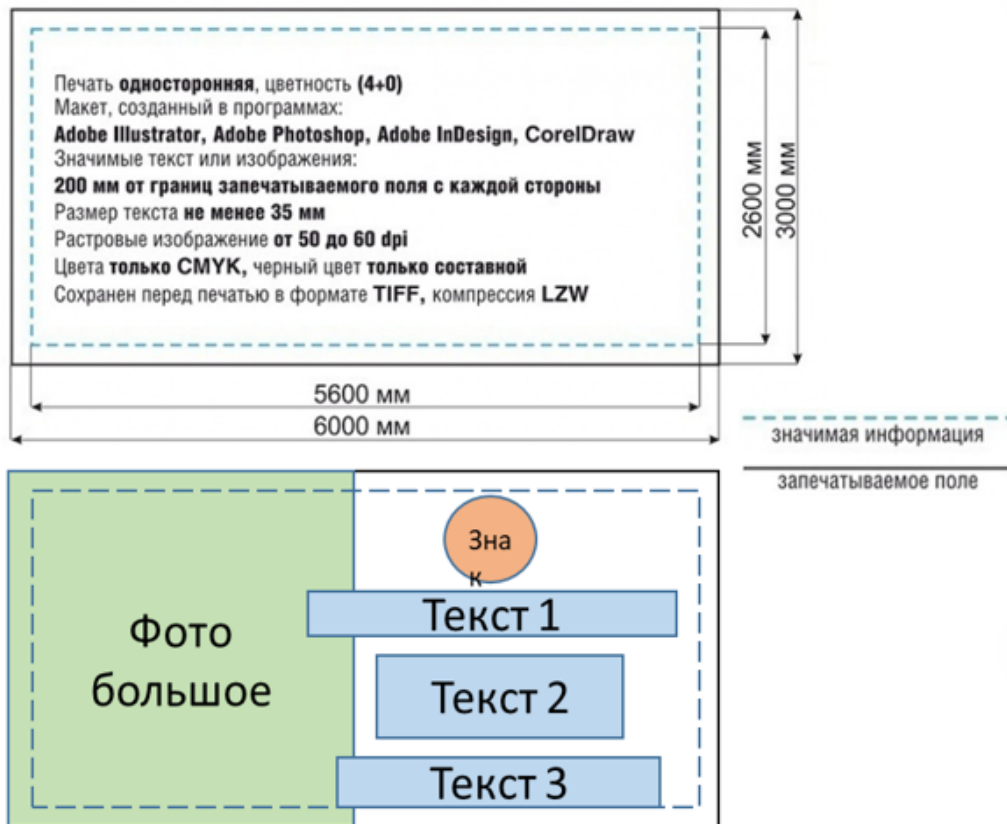 Печать односторонняя, цветность (4+0)
Макет, созданный в программах:
Adobe Illustrator, Adobe Photoshop, Adobe InDesign, CorelDraw
Значимые текст или изображения:
200 мм от границ запечатываемого поля с каждой стороны
Размер текста не менее 35 мм
Растровые изображение от 50 до 60 dpi
Цвета только CMYK, черный цвет только составной
Сохранен перед печатью в формате TIFF, компрессия LZW
2600 мм
3000 мм
5600 мм
6000 мм
значимая информация
запечатываемое поле
Фото
большое
Зна
к
Текст 1
Текст 2
Текст 3